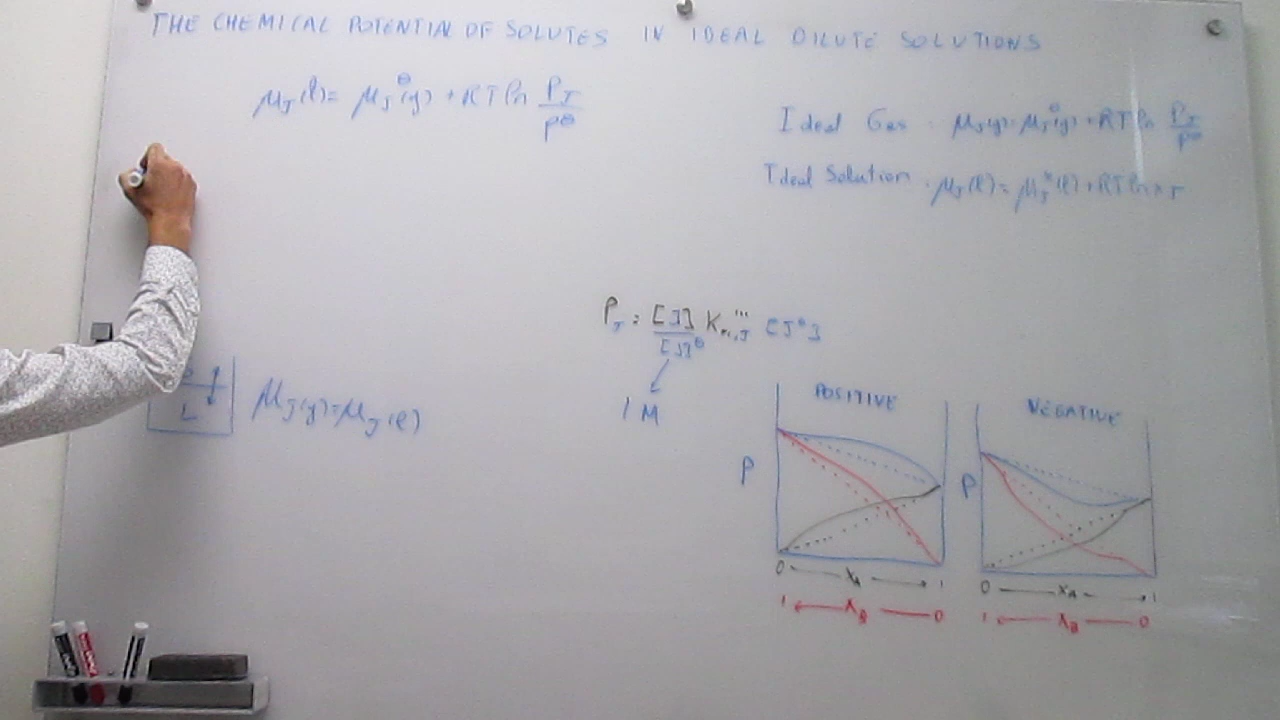 THE CHEMICAL POTENTIAL OF SOLUTES IN IDEAL DILUTE SOLUTIONS
μJ(l) = μJ⦵(g) + RT ln PJ/P⦵
Ideal Gas : μJ(g) = μJ⦵(g) + RT ln PJ/P⦵
Ideal Solution : μJ(l) = μJ*(l) + RT ln xJ
PJ = [J]/[J]⦵ K''',J [J⦵]
1 M
L
μJ(g) = μJ(l)
POSITIVE
NEGATIVE
P
P
0 xA 1
0 xA 1
1 xB 0
1 xB 0